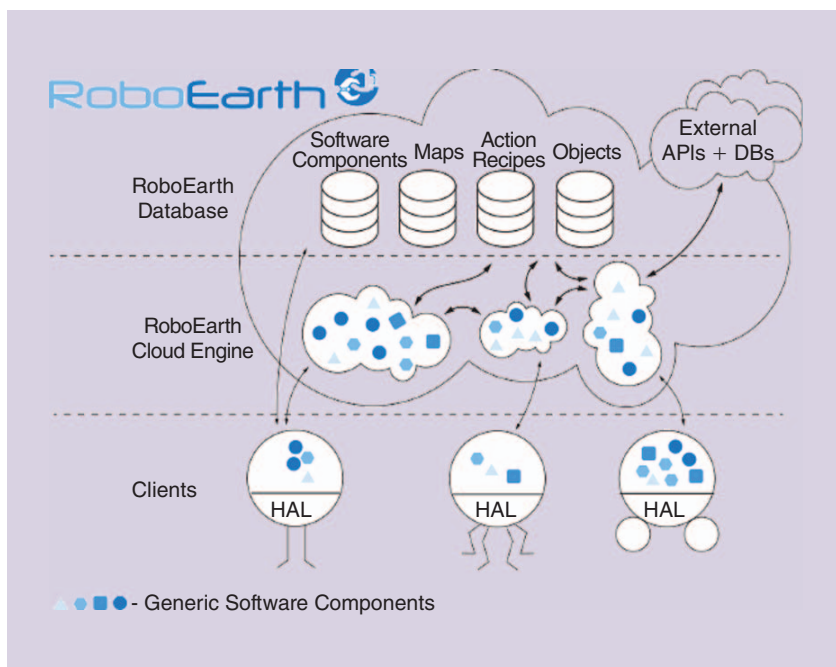 RoboEarth
Software
Components
Maps
Action
Recipes
Objects
External
APIs + DBs
RoboEarth
Database
RoboEarth
Cloud Engine
Clients
HAL
HAL
HAL
- Generic Software Components